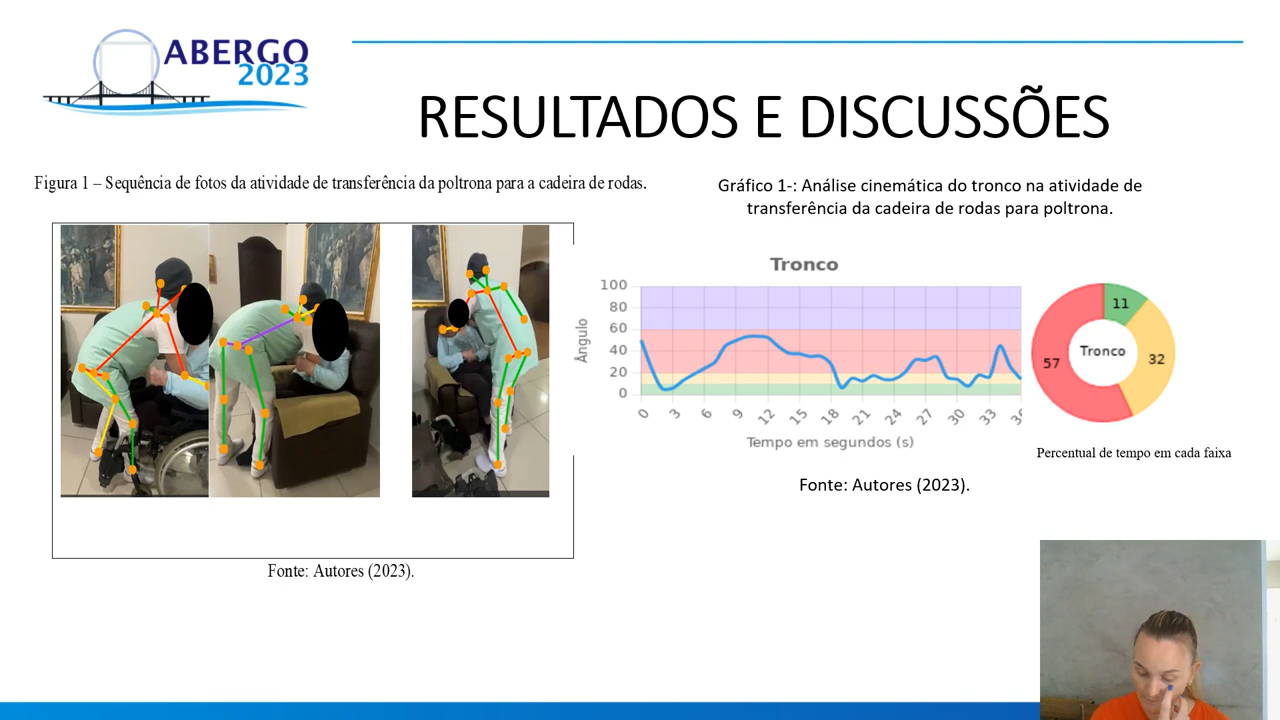 ABERGO
2023
RESULTADOS E DISCUSSÕES
Figura 1 – Sequência de fotos da atividade de transferência da poltrona para a cadeira de rodas.
Fonte: Autores (2023).
Gráfico 1-: Análise cinemática do tronco na atividade de
transferência da cadeira de rodas para poltrona.
Tronco
Ângulo
100
80
60
40
20
0
0 3 6 9 12 15 18 21 24 27 30 33
Tempo em segundos (s)
11
57 Tronco 32
Percentual de tempo em cada faixa
Fonte: Autores (2023).